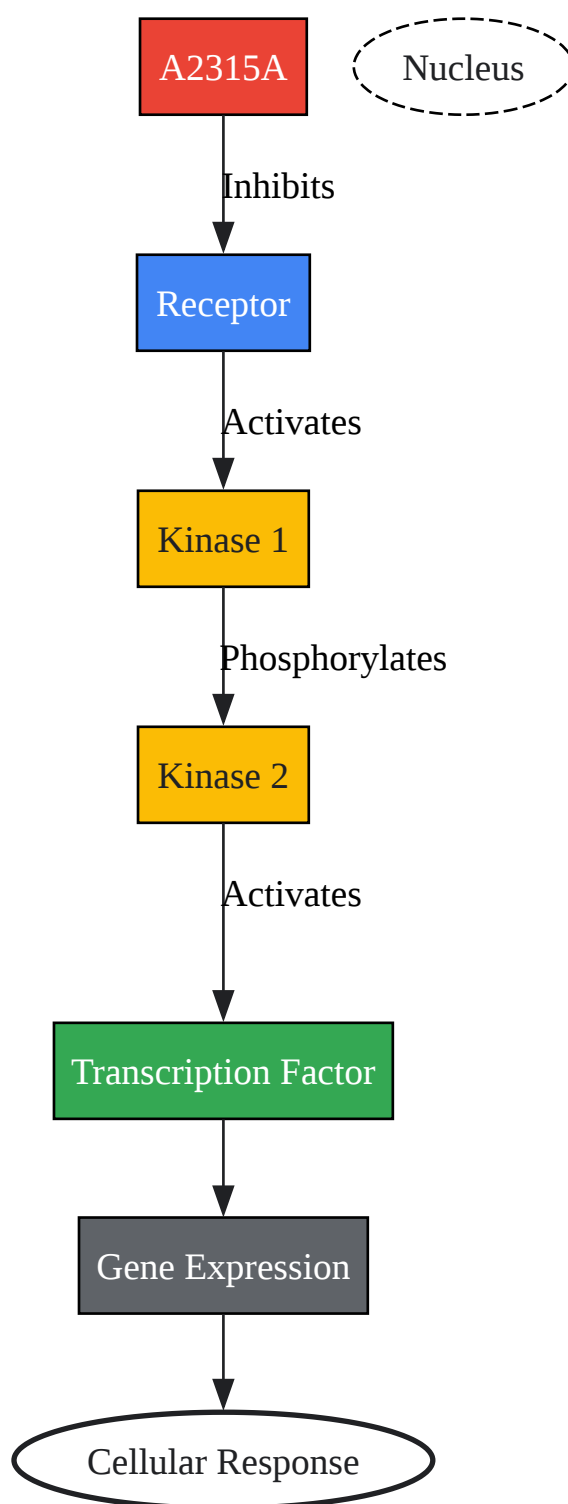 A2315A
Nucleus
Inhibits
Receptor
Activates
Kinase 1
Phosphorylates
Kinase 2
Activates
Transcription Factor
Gene Expression
Cellular Response